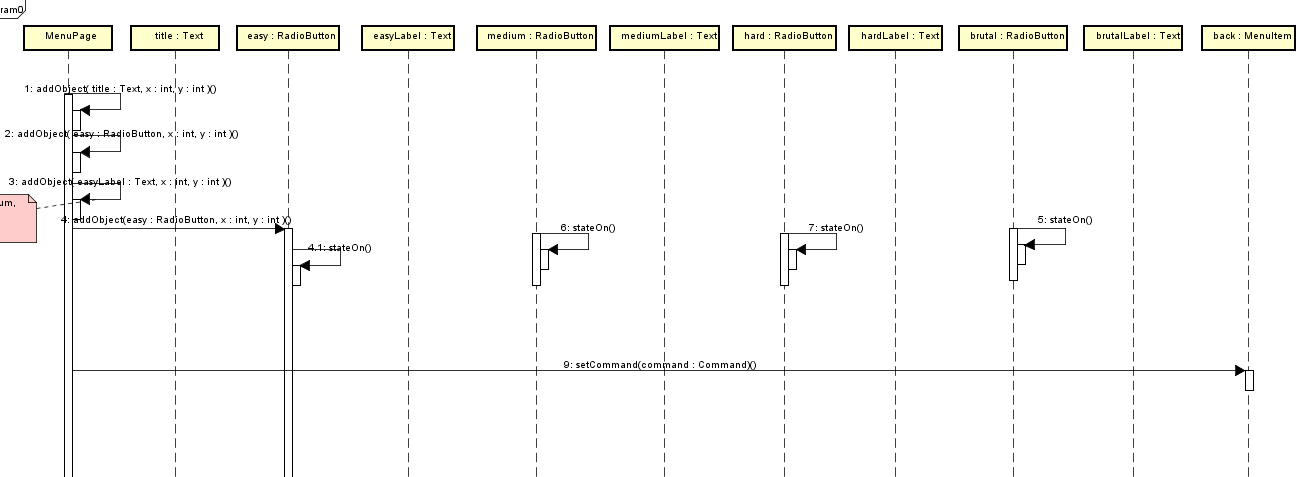 ram0
MenuPage
title : Text
easy : RadioButton
easyLabel : Text
medium : RadioButton
mediumLabel : Text
hard : RadioButton
hardLabel : Text
brutal : RadioButton
brutalLabel : Text
back : MenuItem
1: addObject( title : Text, x : int, y : int )()
2: addObject( easy : RadioButton, x : int, y : int )()
3: addObject( easyLabel : Text, x : int, y : int )()
um,
4: addObject(easy : RadioButton, x : int, y : int )()
6: stateOn()
7: stateOn()
5: stateOn()
4.1: stateOn()
9: setCommand(command : Command)()